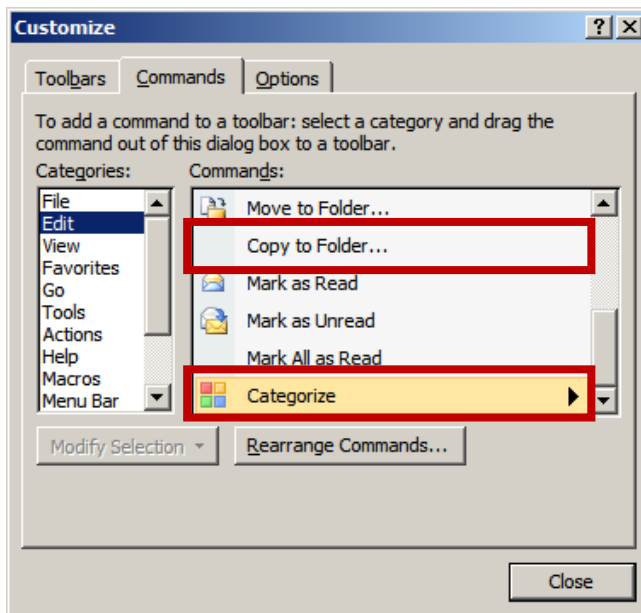 Customize
Toolbars Commands Options
To add a command to a toolbar: select a category and drag the
command out of this dialog box to a toolbar.
Categories: Commands:
File
Edit
View
Favorites
Go
Tools
Actions
Help
Macros
Menu Bar
Move to Folder...
Copy to Folder...
Mark as Read
Mark as Unread
Mark All as Read
Categorize
Modify Selection Rearrange Commands...
Close